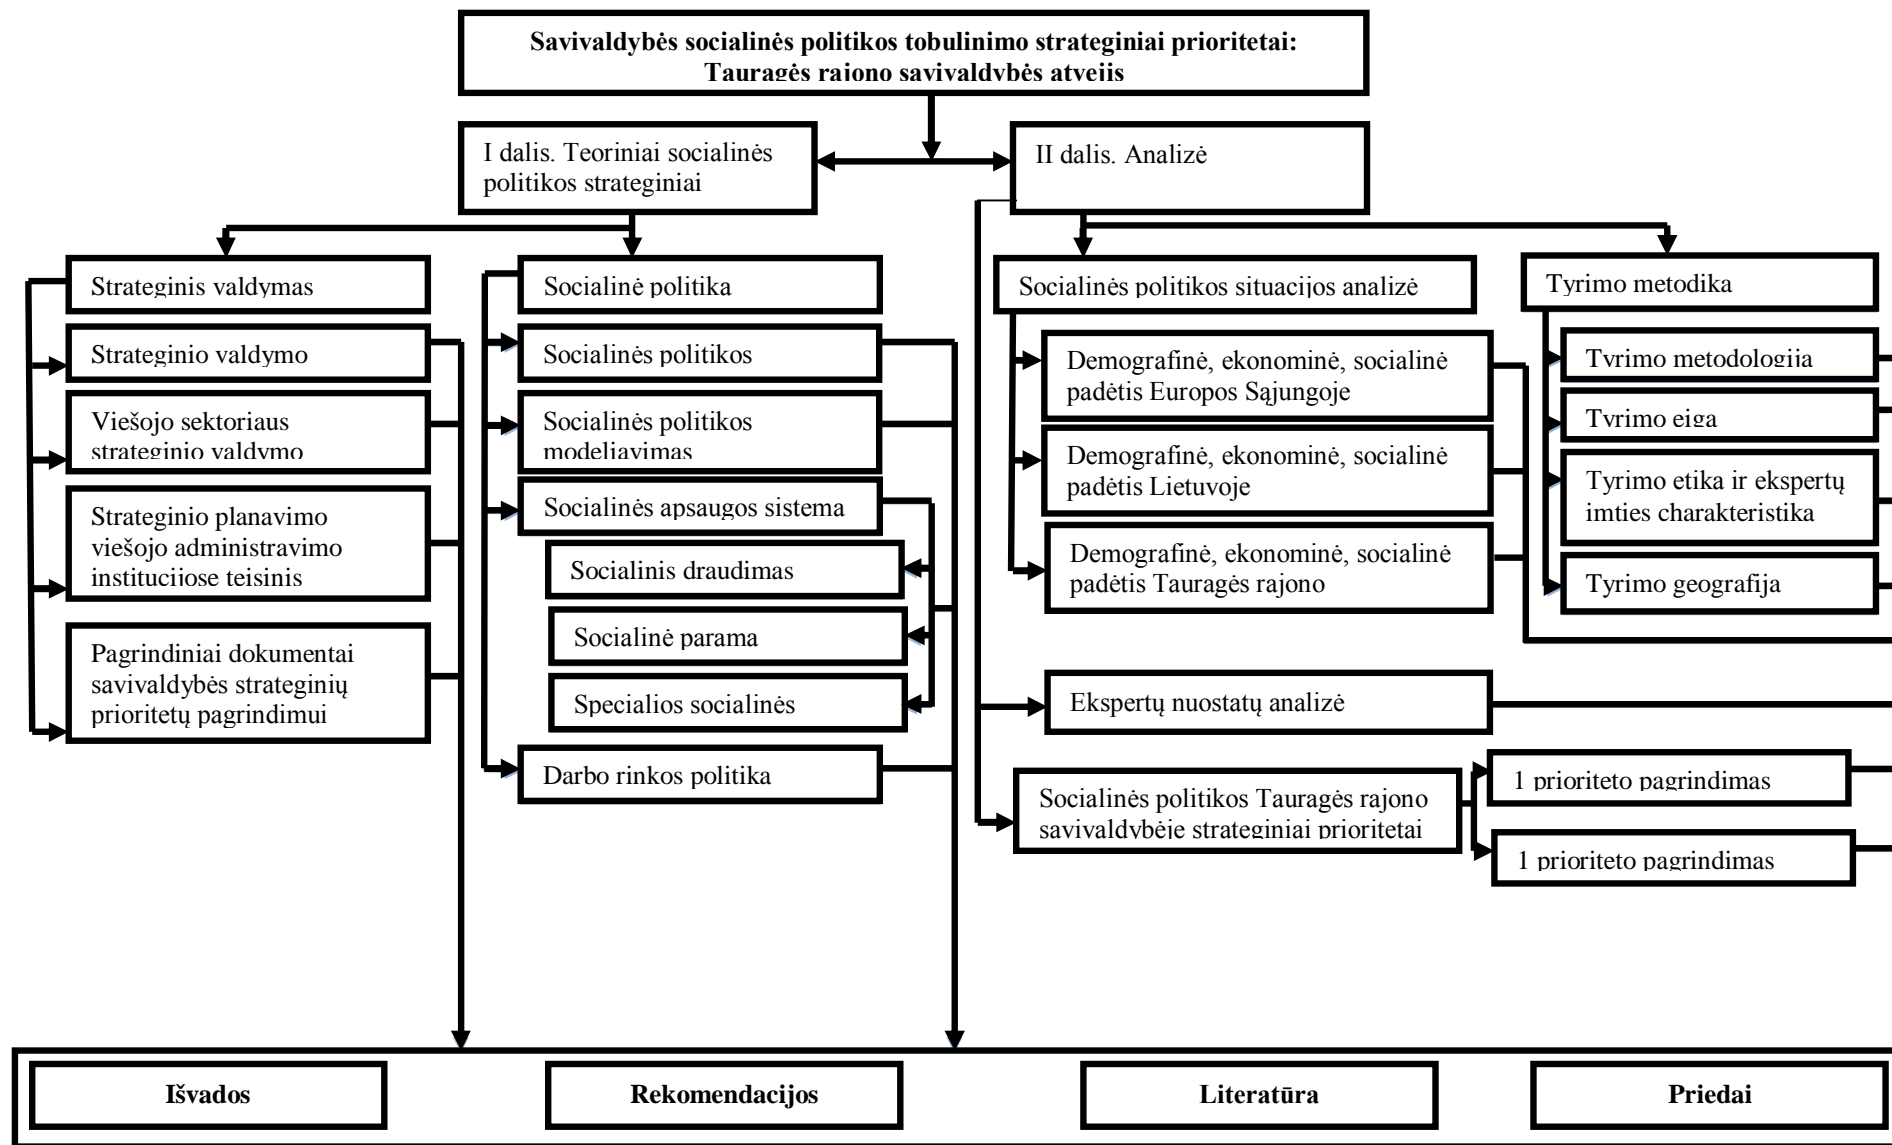 Savivaldybės socialinės politikos tobulinimo strateginiai prioritetai:
Tauragės rajono savivaldybės atvejis
I dalis. Teoriniai socialinės
politikos strateginiai
II dalis. Analizė
Strateginis valdymas
Strateginio valdymo
Viešojo sektoriaus
strateginio valdymo
Strateginio planavimo
viešojo administravimo
institucijose teisinis
Pagrindiniai dokumentai
savivaldybės strateginių
prioritetų pagrindimui
Socialinė politika
Socialinės politikos
Socialinės politikos
modeliavimas
Socialinės apsaugos sistema
Socialinis draudimas
Socialinė parama
Specialios socialinės
Darbo rinkos politika
Socialinės politikos situacijos analizė
Demografinė, ekonominė, socialinė
padėtis Europos Sąjungoje
Demografinė, ekonominė, socialinė
padėtis Lietuvoje
Demografinė, ekonominė, socialinė
padėtis Tauragės rajono
Ekspertų nuostatų analizė
Socialinės politikos Tauragės rajono
savivaldybėje strateginiai prioritetai
Tyrimo metodika
Tyrimo metodologija
Tyrimo eiga
Tyrimo etika ir ekspertų
imties charakteristika
Tyrimo geografija
1 prioriteto pagrindimas
1 prioriteto pagrindimas
Išvados
Rekomendacijos
Literatūra
Priedai